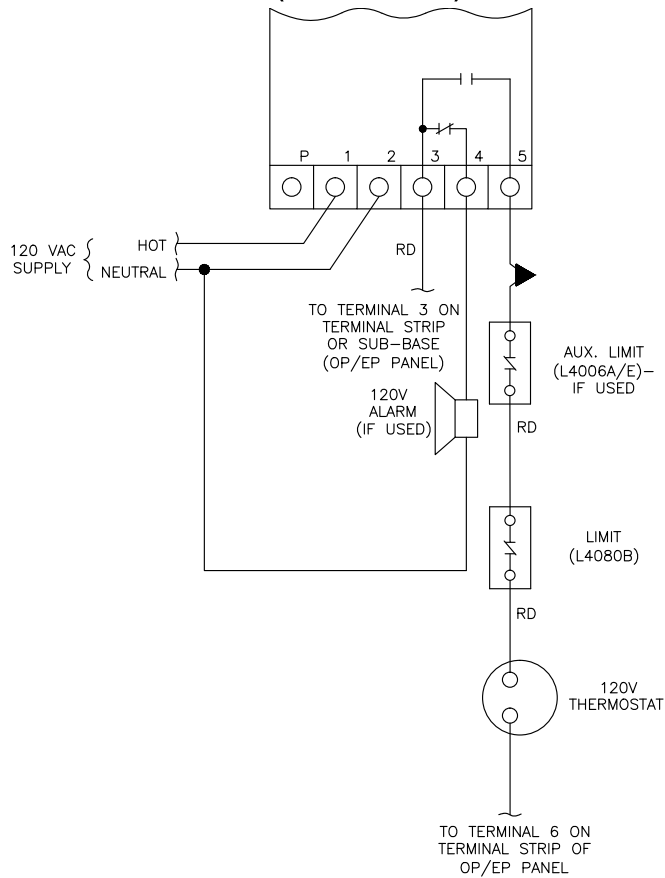 P 1 2 3 4 5
HOT
120 VAC
SUPPLY
NEUTRAL
RD
TO TERMINAL 3 ON
TERMINAL STRIP
OR SUB-BASE
(OP/EP PANEL)
AUX. LIMIT
(L4006A/E)-
IF USED
120V
ALARM
(IF USED)
RD
LIMIT
(L4080B)
RD
120V
THERMOSTAT
TO TERMINAL 6 ON
TERMINAL STRIP OF
OP/EP PANEL